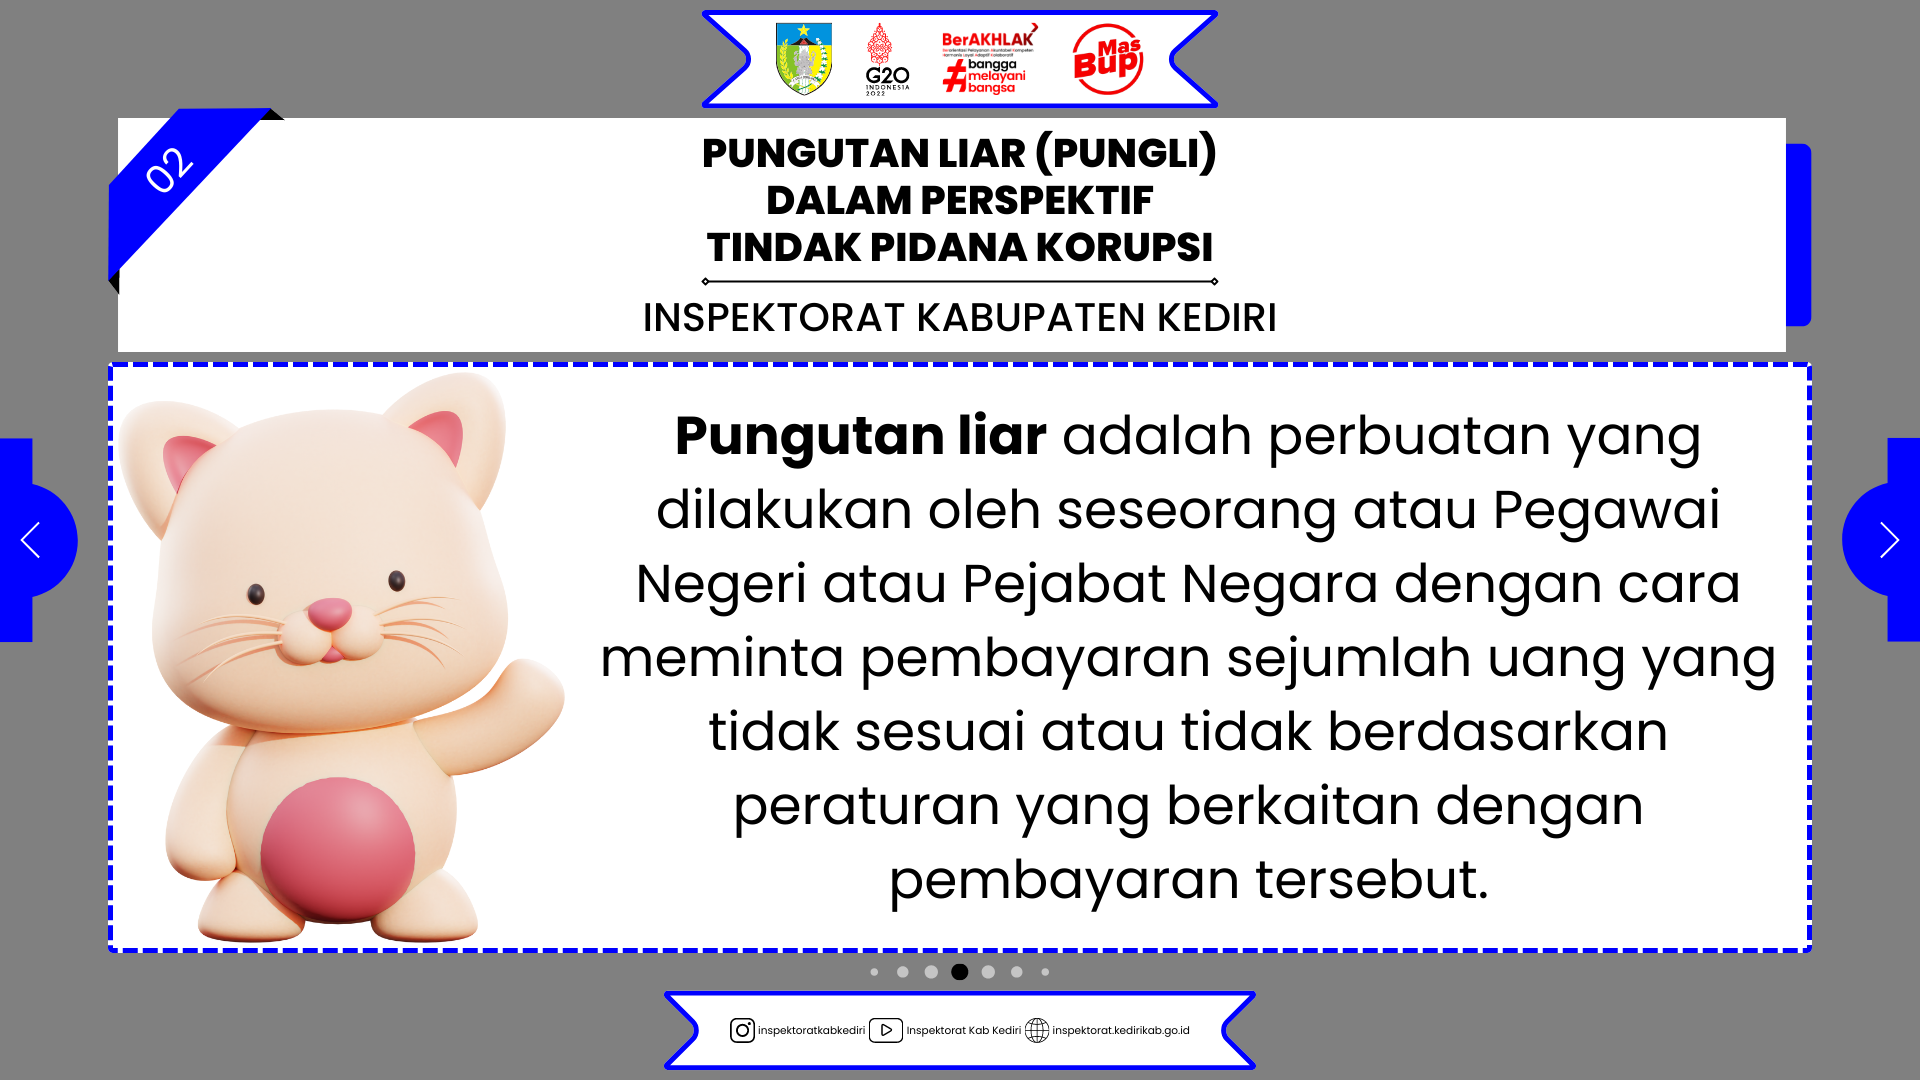 G20
INDONESIA
2022
BerAKHLAK
#bangga
melayani
bangsa
Mas
Bup
02
PUNGUTAN LIAR (PUNGLI)
DALAM PERSPEKTIF
TINDAK PIDANA KORUPSI
INSPEKTORAT KABUPATEN KEDIRI
Pungutan liar adalah perbuatan yang
dilakukan oleh seseorang atau Pegawai
Negeri atau Pejabat Negara dengan cara
meminta pembayaran sejumlah uang yang
tidak sesuai atau tidak berdasarkan
peraturan yang berkaitan dengan
pembayaran tersebut.
inspektoratkabkediri Inspektorat Kab Kediri inspektorat.kedirikab.go.id